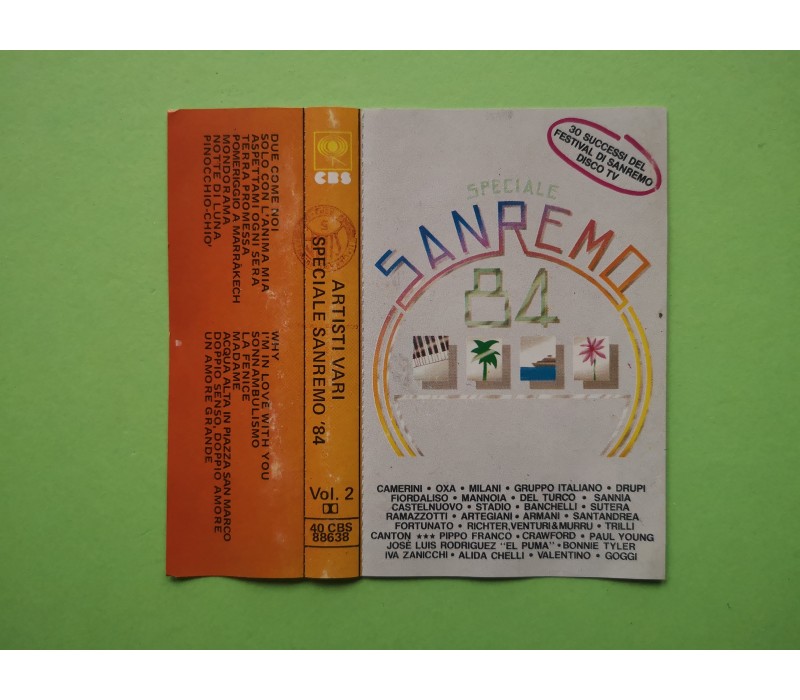 DUE COME NOI
SOLO CON L'ANIMA MIA
ASPETTAMI OGNI SERA
TERRA PROMESSA
POMERIGGIO A MARRÀKECH
MONDORAMA
NOTTE DI LUNA
PINOCCHIO-CHIO'
WHY
I'M IN LOVE WITH YOU
SONNAMBULISMO
LA FENICE
MADAME
ACQUA ALTA IN PIAZZA SAN MARCO
DOPPIO SENSO, DOPPIO AMORE
UN AMORE GRANDE
CBS
ARTISTI VARI
SPECIALE SANREMO '84
Vol. 2
40 CBS
88638
30 SUCCESSI DEL
FESTIVAL DI SANREMO
DISCO TV
SPECIALE
SANREMO
84
CAMERINI • OXA • MILANI • GRUPPO ITALIANO • DRUPI
FIORDALISO • MANNOIA • DEL TURCO • SANNIA
CASTELNUOVO • STADIO • BANCHELLI • SUTERA
RAMAZZOTTI • ARTEGIANI • ARMANI • SANTANDREA
FORTUNATO • RICHTER,VENTURI&MURRU • TRILLI
CANTON ★★★ PIPPO FRANCO • CRAWFORD • PAUL YOUNG
JOSÈ LUIS RODRIGUEZ "EL PUMA" • BONNIE TYLER
IVA ZANICCHI • ALIDA CHELLI • VALENTINO • GOGGI